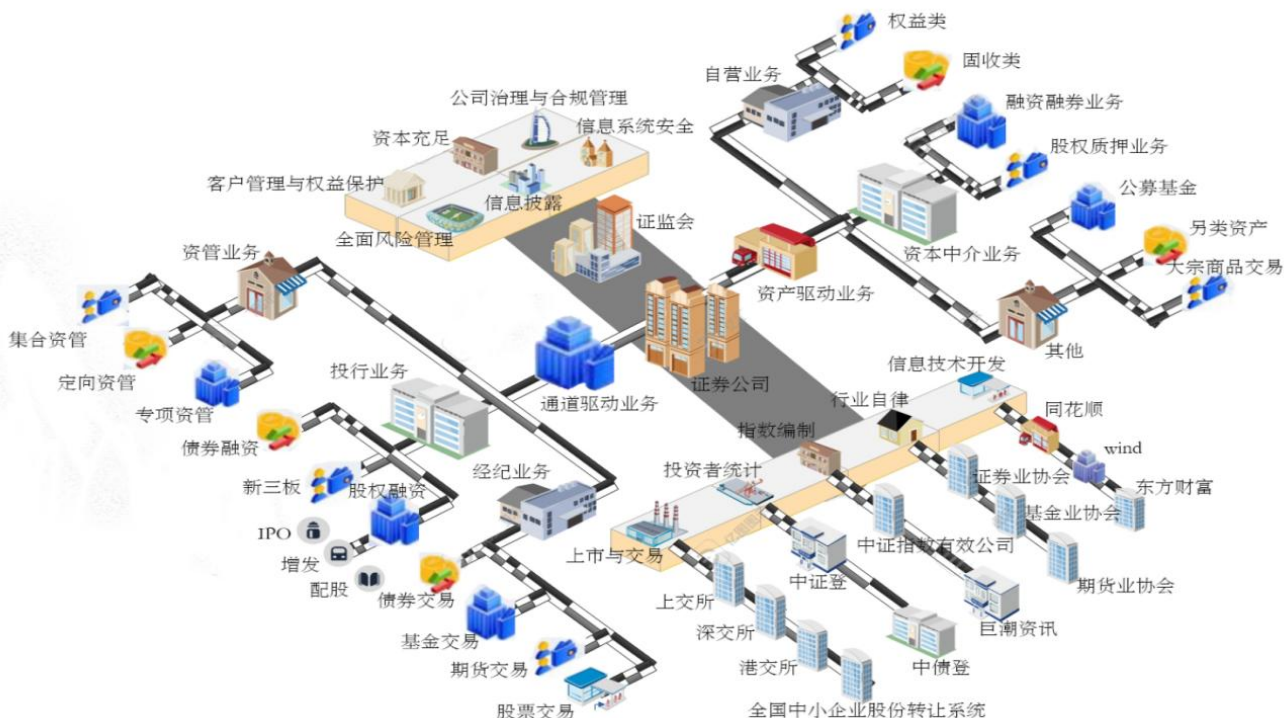 权益类
固收类
自营业务
融资融券业务
股权质押业务
公司治理与合规管理
信息系统安全
资本充足
客户管理与权益保护
信息披露
全面风险管理
证监会
公募基金
另类资产
大宗商品交易
资本中介业务
资产驱动业务
其他
资管业务
集合资管
定向资管
专项资管
投行业务
通道驱动业务
证券公司
信息技术开发
行业自律
同花顺
wind
东方财富
债券融资
新三板
股权融资
IPO
增发
配股
经纪业务
投资者统计
指数编制
证券业协会
基金业协会
期货业协会
上市与交易
中证登
中证指数有效公司
巨潮资讯
债券交易
基金交易
期货交易
股票交易
上交所
深交所
港交所
中债登
全国中小企业股份转让系统